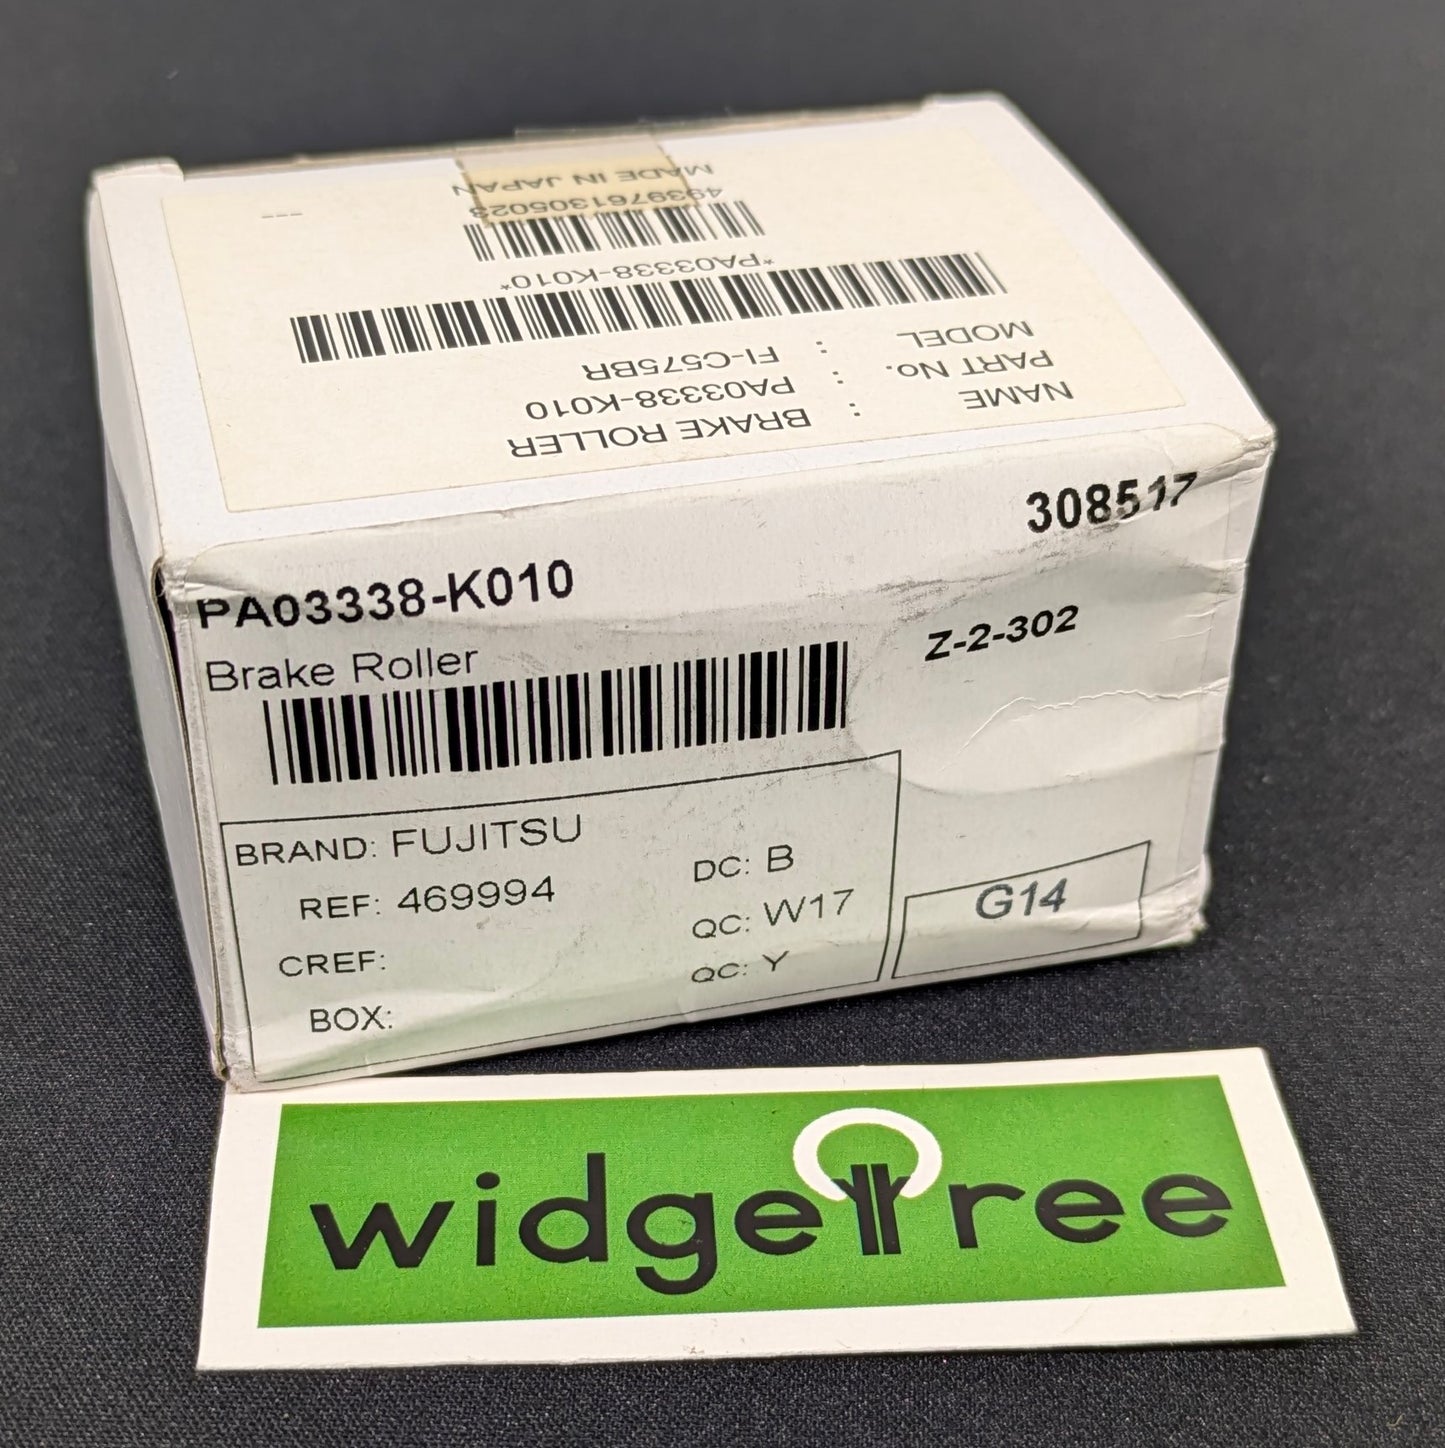 MADE IN JAPAN
4939761305023
*PA03338-K010*
NAME : BRAKE ROLLER
PART No. : PA03338-K010
MODEL : FI-C575BR
308517
PA03338-K010
Z-2-302
Brake Roller
BRAND: FUJITSU
REF: 469994
CREF:
BOX:
DC: B
QC: W17
QC: Y
G14
widgeTree